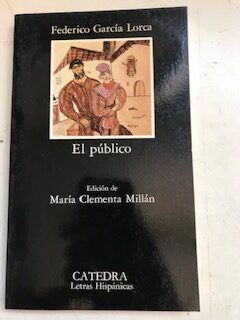 Federico García Lorca
El público
Edición de
María Clementa Millán
CATEDRA
Letras Hispánicas